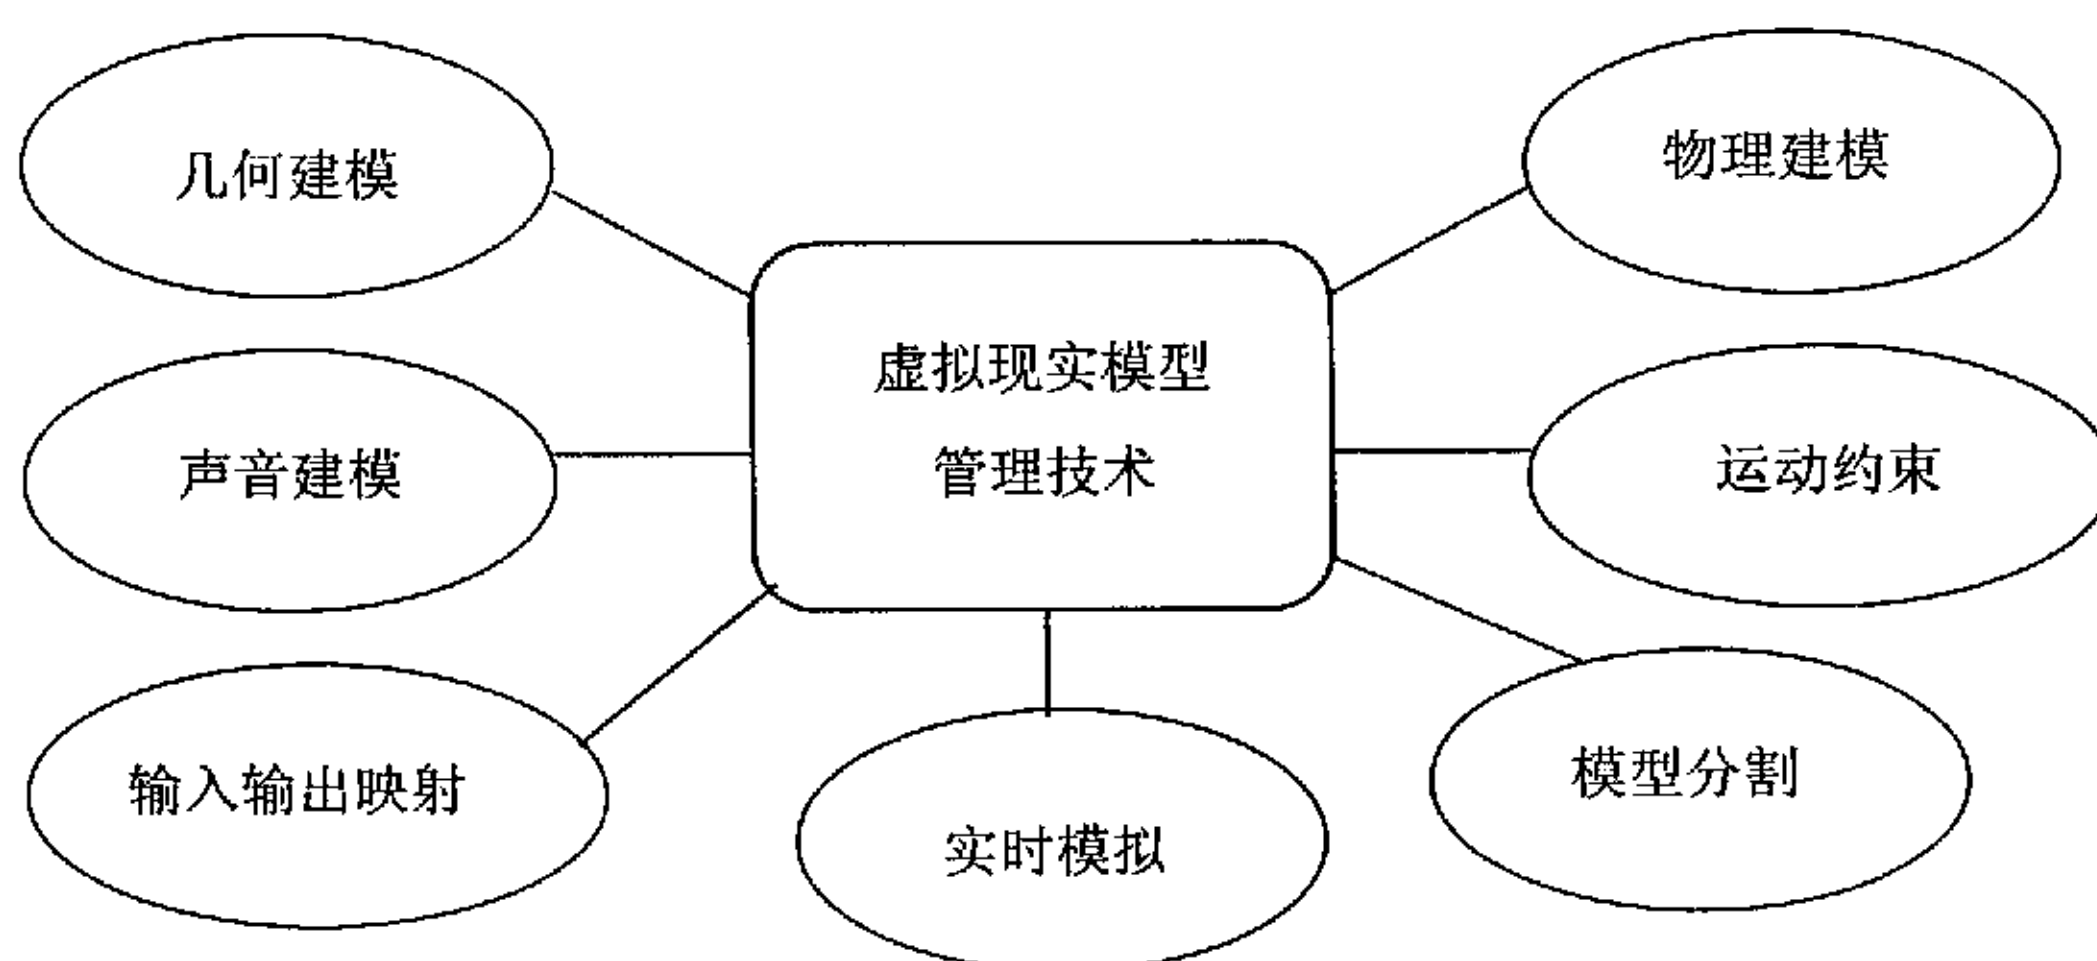 几何建模
物理建模
虚拟现实模型
管理技术
声音建模
运动约束
输入输出映射
实时模拟
模型分割